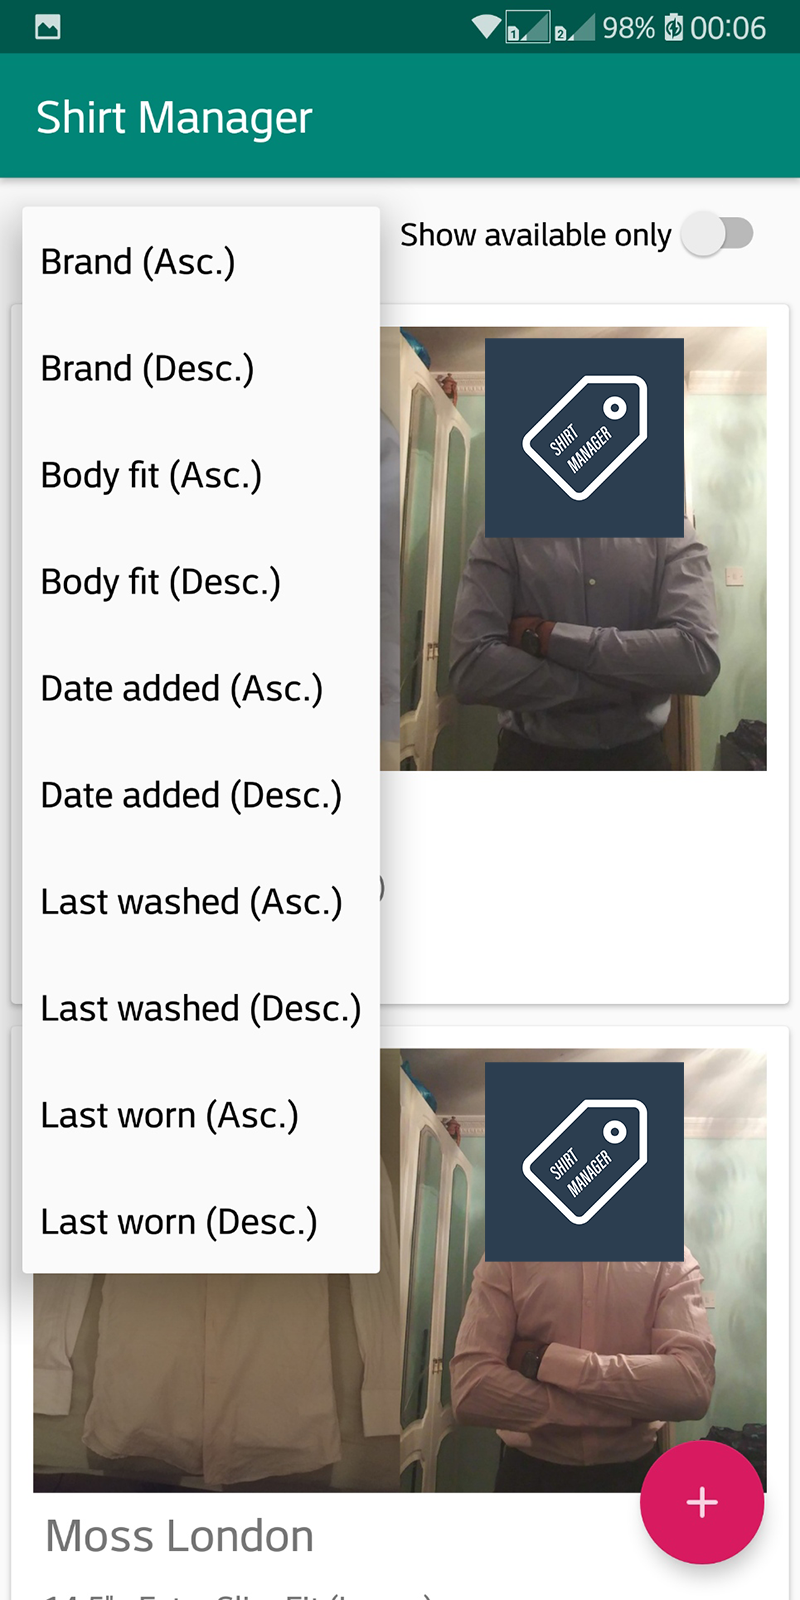 98% 00:06
Shirt Manager
Show available only
Brand (Asc.)
Brand (Desc.)
Body fit (Asc.)
Body fit (Desc.)
Date added (Asc.)
Date added (Desc.)
Last washed (Asc.)
Last washed (Desc.)
Last worn (Asc.)
Last worn (Desc.)
SHIRT
MANAGER
)
SHIRT
MANAGER
+
Moss London